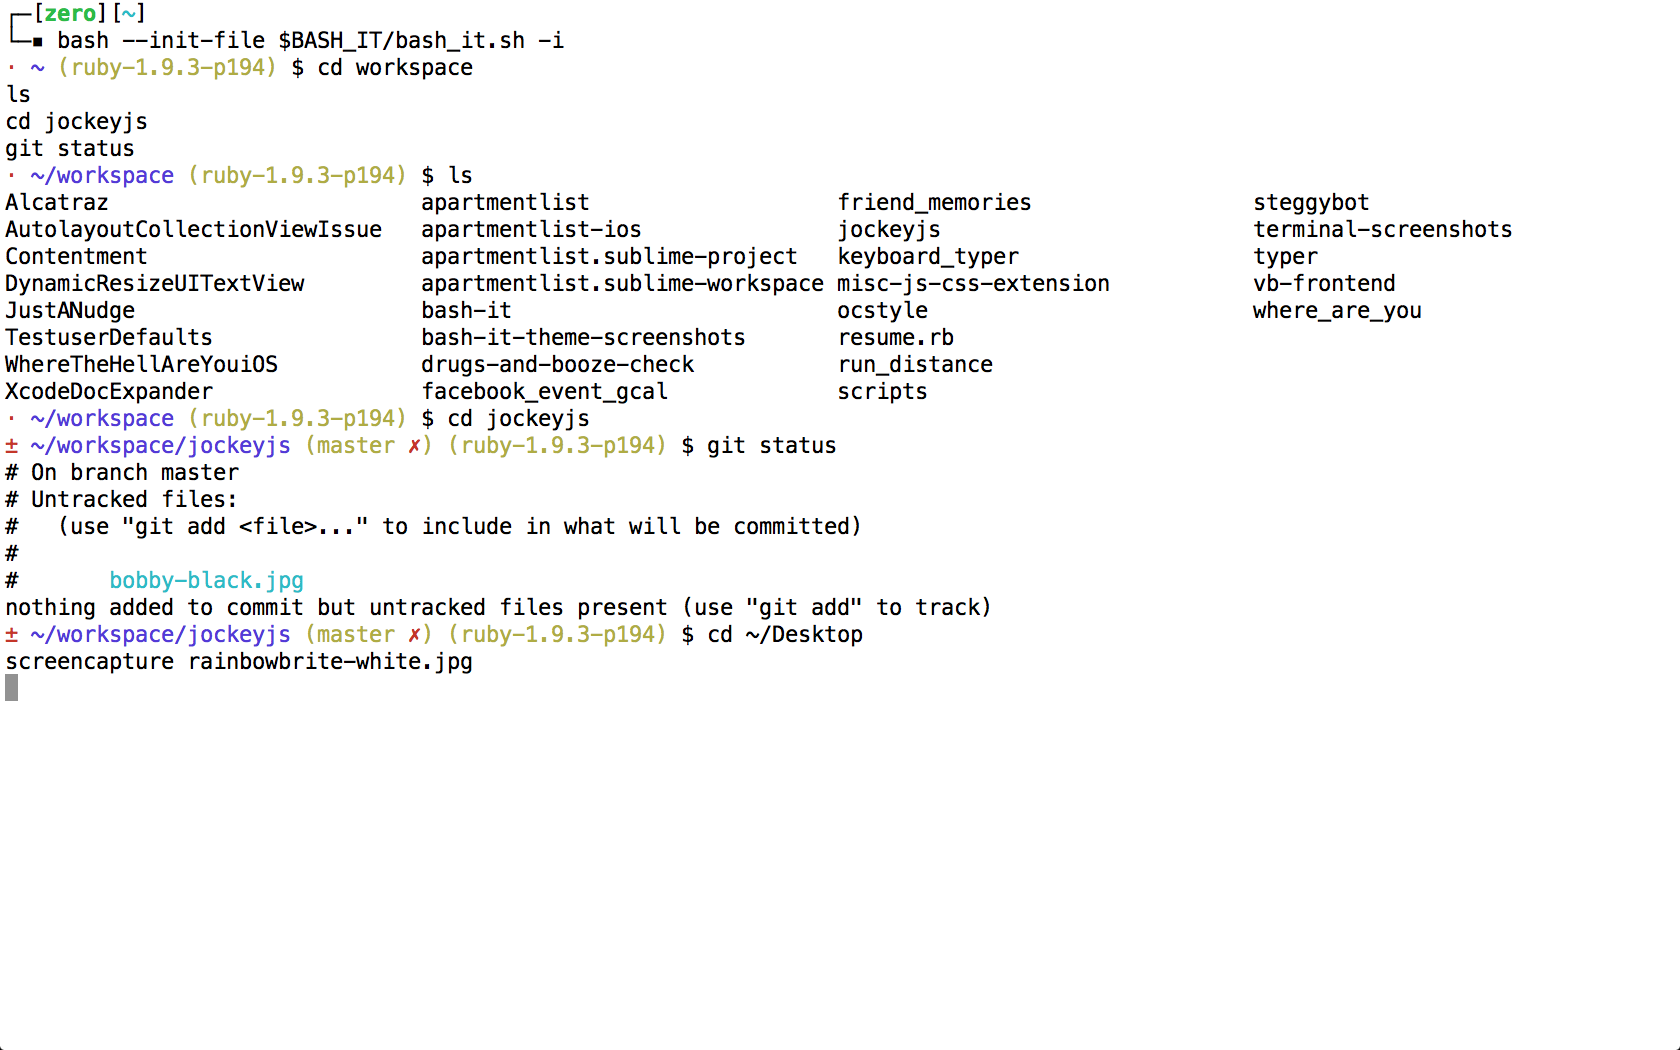 ┌─[zero][~]
└─▪ bash --init-file $BASH_IT/bash_it.sh -i
· ~ (ruby-1.9.3-p194) $ cd workspace
ls
cd jockeyjs
git status
· ~/workspace (ruby-1.9.3-p194) $ ls
Alcatraz                        apartmentlist                   friend_memories                 steggybot
AutolayoutCollectionViewIssue   apartmentlist-ios               jockeyjs                        terminal-screenshots
Contentment                     apartmentlist.sublime-project   keyboard_typer                  typer
DynamicResizeUITextView         apartmentlist.sublime-workspace misc-js-css-extension           vb-frontend
JustANudge                      bash-it                         ocstyle                         where_are_you
TestuserDefaults                bash-it-theme-screenshots       resume.rb
WhereTheHellAreYouiOS           drugs-and-booze-check           run_distance
XcodeDocExpander                facebook_event_gcal             scripts
· ~/workspace (ruby-1.9.3-p194) $ cd jockeyjs
± ~/workspace/jockeyjs (master ✗) (ruby-1.9.3-p194) $ git status
# On branch master
# Untracked files:
#   (use "git add <file>..." to include in what will be committed)
#
#       bobby-black.jpg
nothing added to commit but untracked files present (use "git add" to track)
± ~/workspace/jockeyjs (master ✗) (ruby-1.9.3-p194) $ cd ~/Desktop
screencapture rainbowbrite-white.jpg